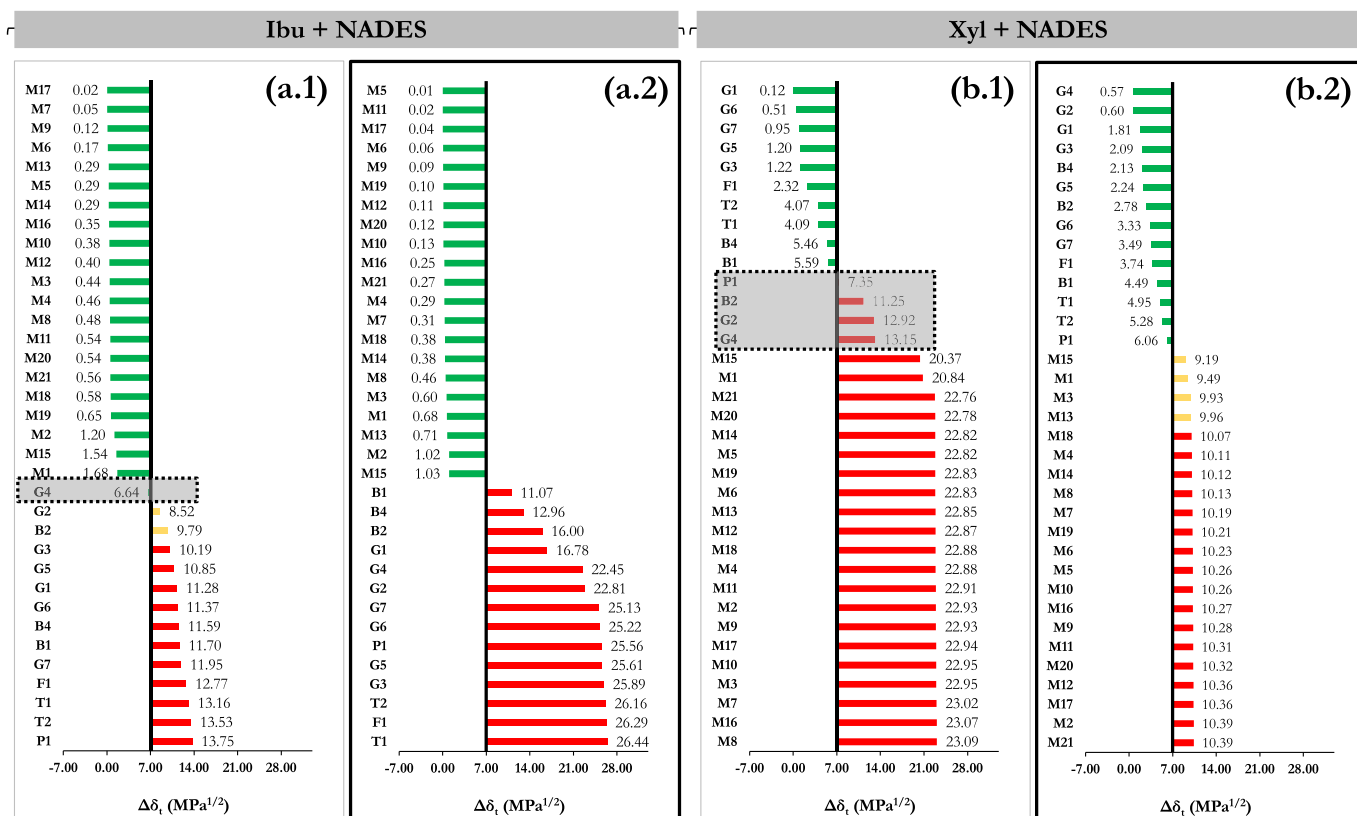 Ibu + NADES
Xyl + NADES
(a.1)
M17 0.02
M7 0.05
M9 0.12
M6 0.17
M13 0.29
M5 0.29
M14 0.29
M16 0.35
M10 0.38
M12 0.40
M3 0.44
M4 0.46
M8 0.48
M11 0.54
M20 0.54
M21 0.56
M18 0.58
M19 0.65
M2 1.20
M15 1.54
M1 1.68
G4 6.64
G2 8.52
B2 9.79
G3 10.19
G5 10.85
G1 11.28
G6 11.37
B4 11.59
B1 11.70
G7 11.95
F1 12.77
T1 13.16
T2 13.53
P1 13.75
-7.00 0.00 7.00 14.00 21.00 28.00
Δδt (MPa1/2)
(a.2)
M5 0.01
M11 0.02
M17 0.04
M6 0.06
M9 0.09
M19 0.10
M12 0.11
M20 0.12
M10 0.13
M16 0.25
M21 0.27
M4 0.29
M7 0.31
M18 0.38
M14 0.38
M8 0.46
M3 0.60
M1 0.68
M13 0.71
M2 1.02
M15 1.03
B1 11.07
B4 12.96
B2 16.00
G1 16.78
G4 22.45
G2 22.81
G7 25.13
G6 25.22
P1 25.56
G5 25.61
G3 25.89
T2 26.16
F1 26.29
T1 26.44
-7.00 0.00 7.00 14.00 21.00 28.00
Δδt (MPa1/2)
(b.1)
G1 0.12
G6 0.51
G7 0.95
G5 1.20
G3 1.22
F1 2.32
T2 4.07
T1 4.09
B4 5.46
B1 5.59
P1 7.35
B2 11.25
G2 12.92
G4 13.15
M15 20.37
M1 20.84
M21 22.76
M20 22.78
M14 22.82
M5 22.82
M19 22.83
M6 22.83
M13 22.85
M12 22.87
M18 22.88
M4 22.88
M11 22.91
M2 22.93
M9 22.93
M17 22.94
M10 22.95
M3 22.95
M7 23.02
M16 23.07
M8 23.09
-7.00 0.00 7.00 14.00 21.00 28.00
Δδt (MPa1/2)
(b.2)
G4 0.57
G2 0.60
G1 1.81
G3 2.09
B4 2.13
G5 2.24
B2 2.78
G6 3.33
G7 3.49
F1 3.74
B1 4.49
T1 4.95
T2 5.28
P1 6.06
M15 9.19
M1 9.49
M3 9.93
M13 9.96
M18 10.07
M4 10.11
M14 10.12
M8 10.13
M7 10.19
M19 10.21
M6 10.23
M5 10.26
M10 10.26
M16 10.27
M9 10.28
M11 10.31
M20 10.32
M12 10.36
M17 10.36
M2 10.39
M21 10.39
-7.00 0.00 7.00 14.00 21.00 28.00
Δδt (MPa1/2)